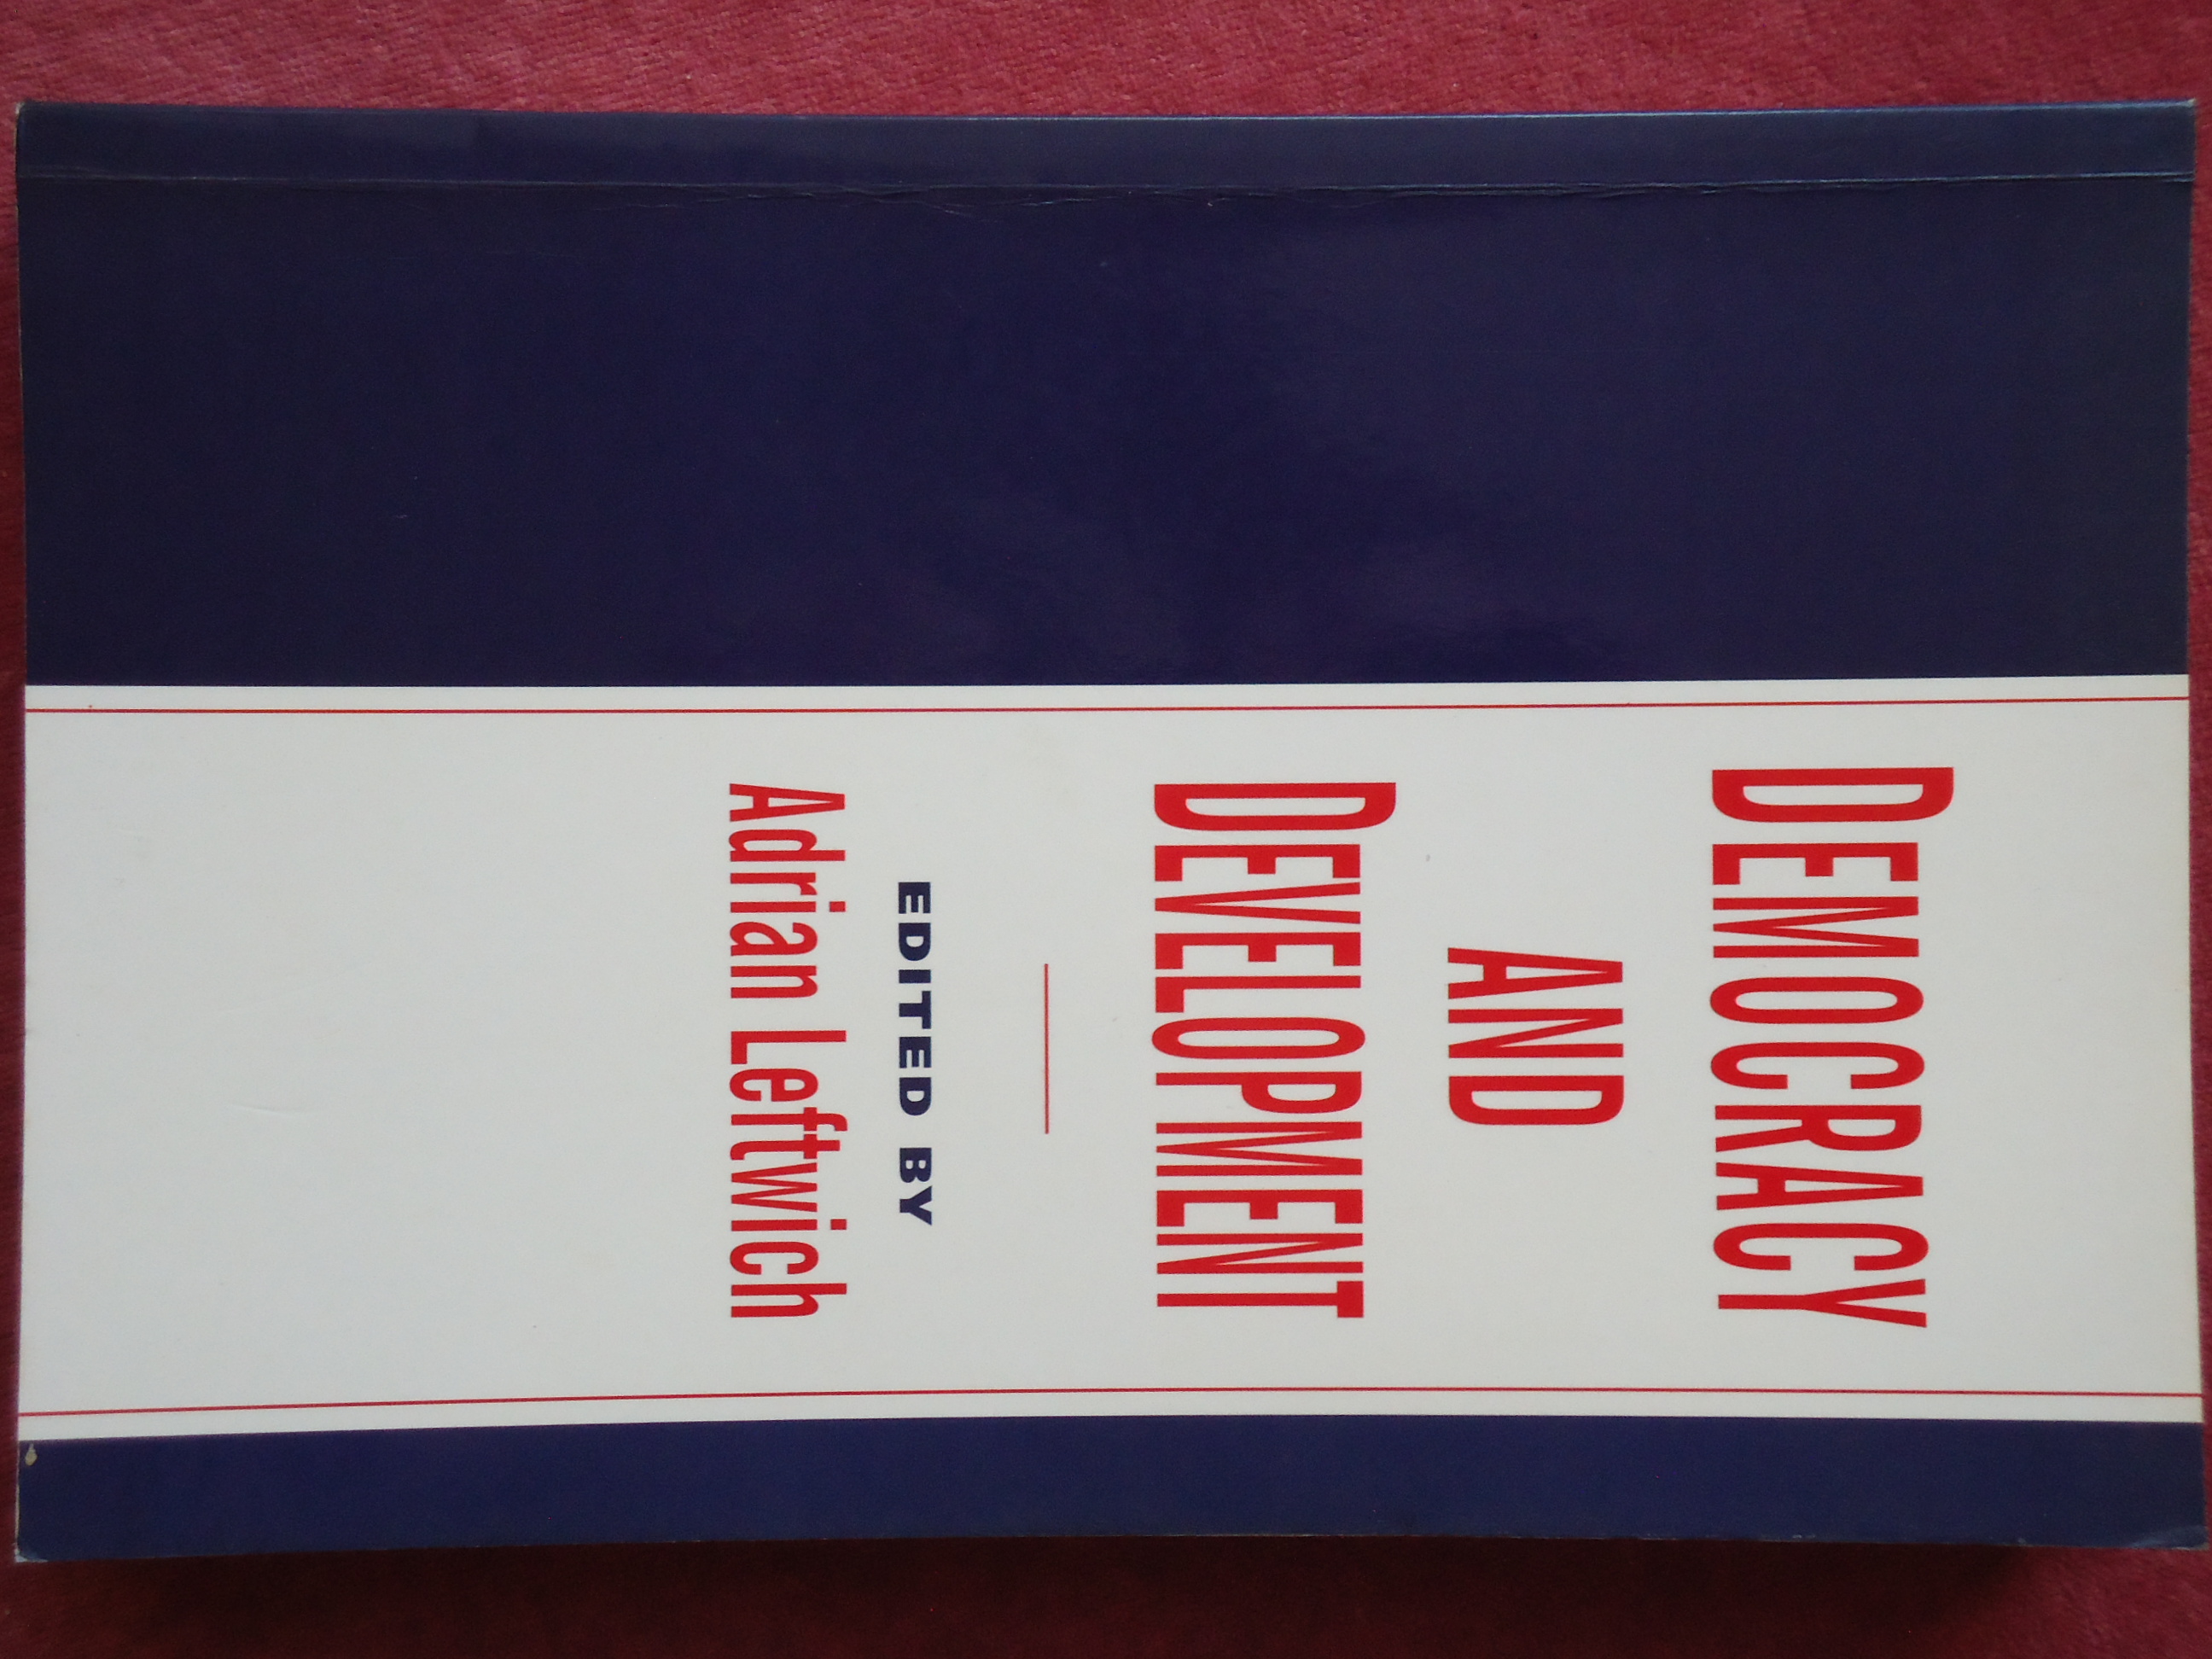 DEMOCRACY
AND
DEVELOPMENT
EDITED BY
Adrian Leftwich